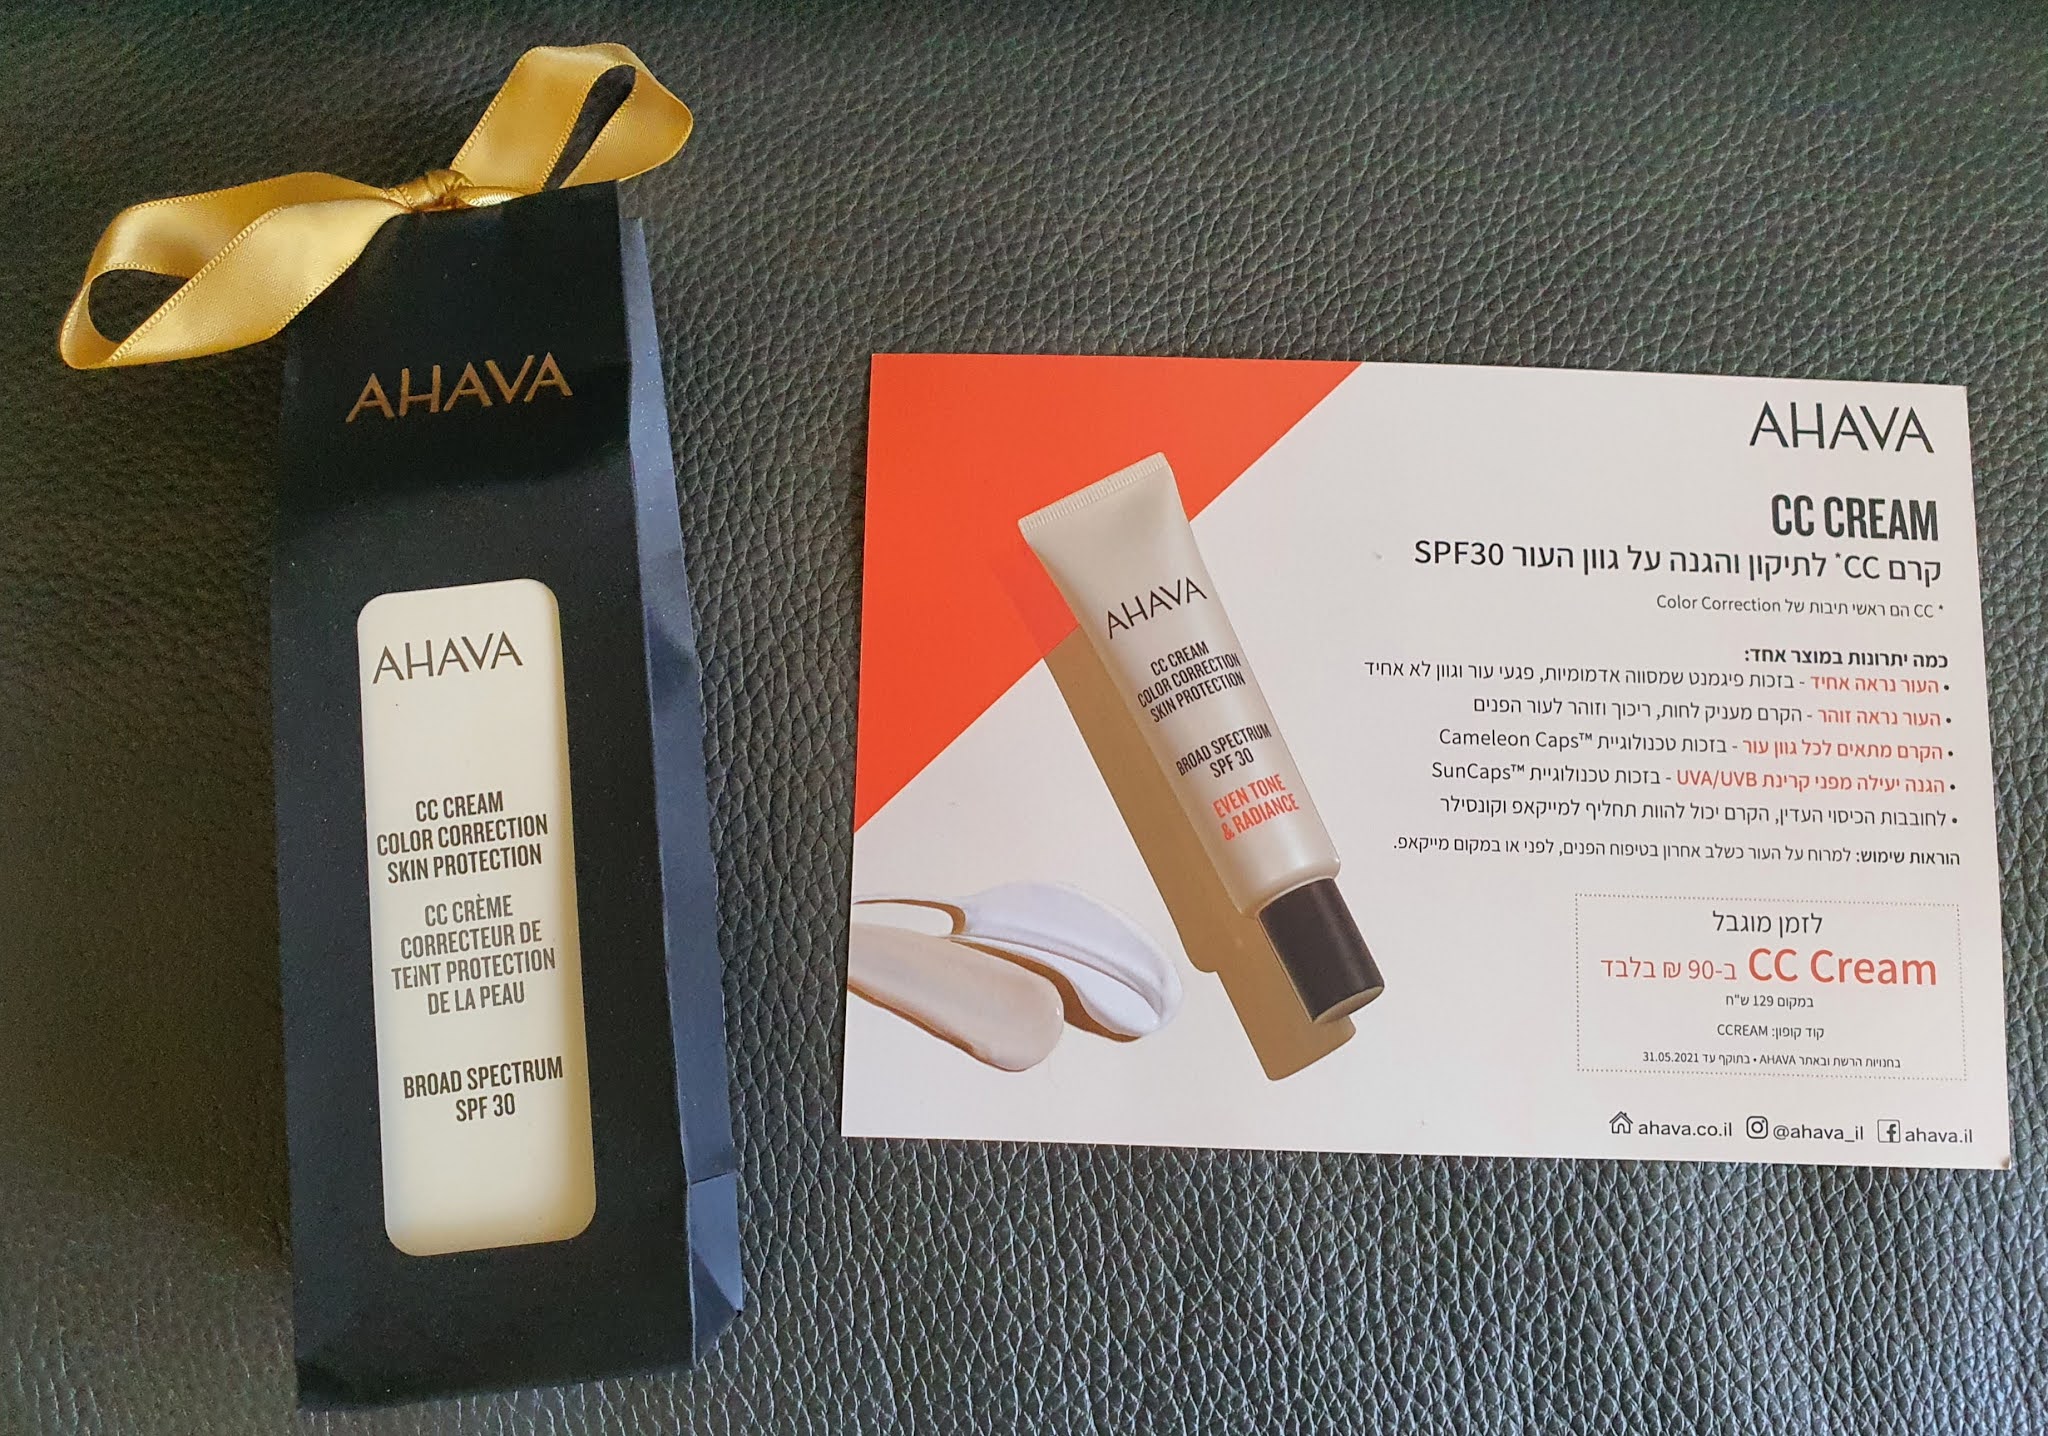 AHAVA
AHAVA
CC CREAM
COLOR CORRECTION
SKIN PROTECTION
CC CRÈME
CORRECTEUR DE
TEINT PROTECTION
DE LA PEAU
BROAD SPECTRUM
SPF 30
AHAVA
CC CREAM
COLOR CORRECTION
SKIN PROTECTION
BROAD SPECTRUM
SPF 30
EVEN TONE
& RADIANCE
AHAVA
CC CREAM
קרם CC* לתיקון והגנה על גוון העור SPF30
* CC הם ראשי תיבות של Color Correction
כמה יתרונות במוצר אחד:
• העור נראה אחיד - בזכות פיגמנט שמסווה אדמומיות, פגעי עור וגוון לא אחיד
• העור נראה זוהר - הקרם מעניק לחות, ריכוך וזוהר לעור הפנים
• הקרם מתאים לכל גוון עור - בזכות טכנולוגיית Cameleon Caps™
• הגנה יעילה מפני קרינת UVA/UVB - בזכות טכנולוגיית SunCaps™
• לחובבות הכיסוי העדין, הקרם יכול להוות תחליף למייקאפ וקונסילר
הוראות שימוש: למרוח על העור כשלב אחרון בטיפוח הפנים, לפני או במקום מייקאפ.
לזמן מוגבל
CC Cream ב-90 ₪ בלבד
במקום 129 ש"ח
קוד קופון: CCREAM
בחנויות הרשת ובאתר AHAVA • בתוקף עד 31.05.2021
ahava.co.il @ahava_il ahava.il